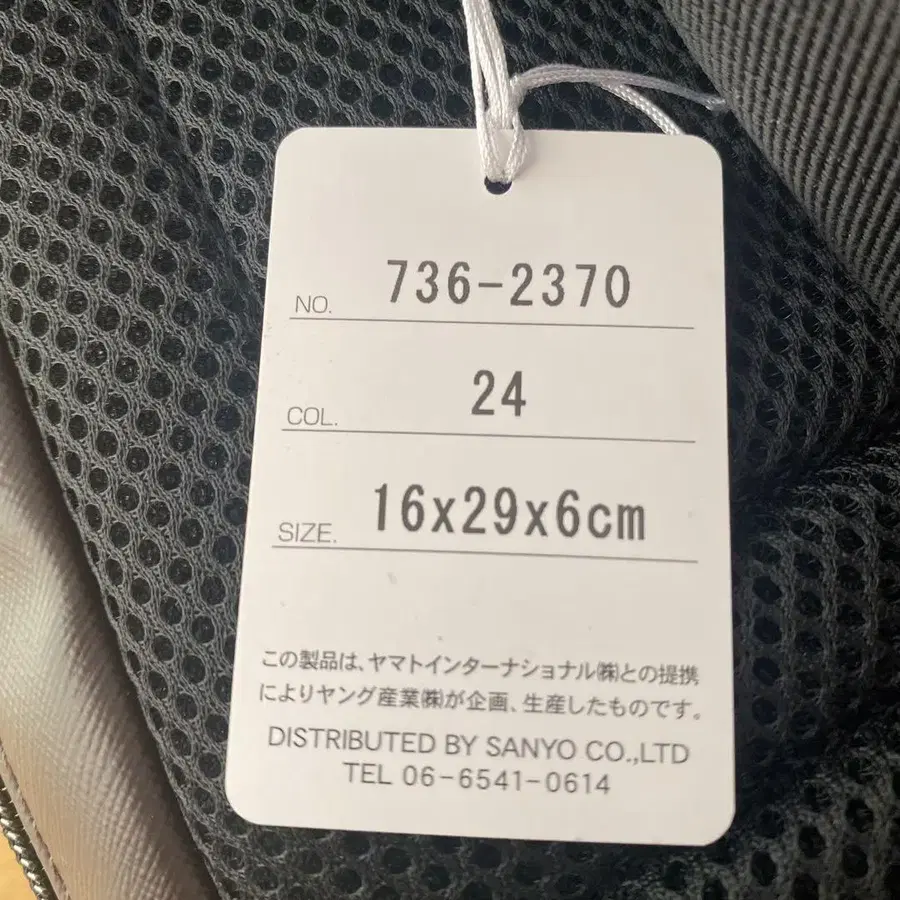 NO. 736-2370
COL. 24
SIZE. 16x29x6cm
この製品は、ヤマトインターナショナル㈱との提携
によりヤング産業㈱が企画、生産したものです。
DISTRIBUTED BY SANYO CO.,LTD
TEL 06-6541-0614